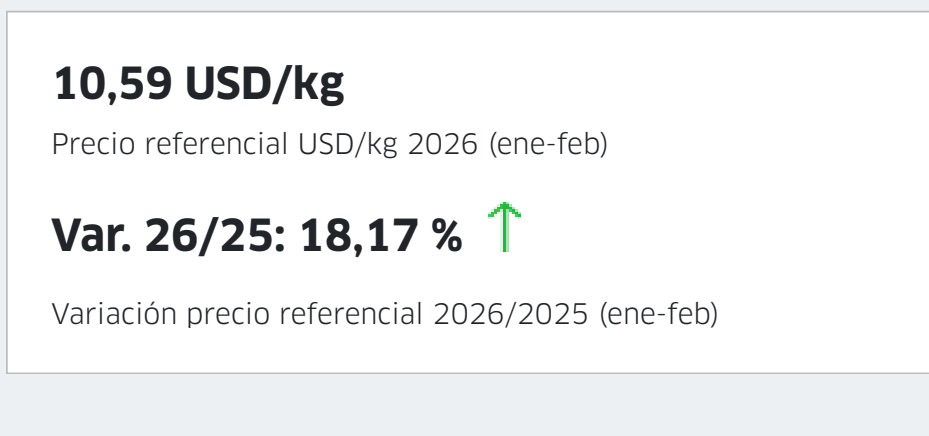 10,59 USD/kg
Precio referencial USD/kg 2026 (ene-feb)
Var. 26/25: 18,17 % ↑
Variación precio referencial 2026/2025 (ene-feb)